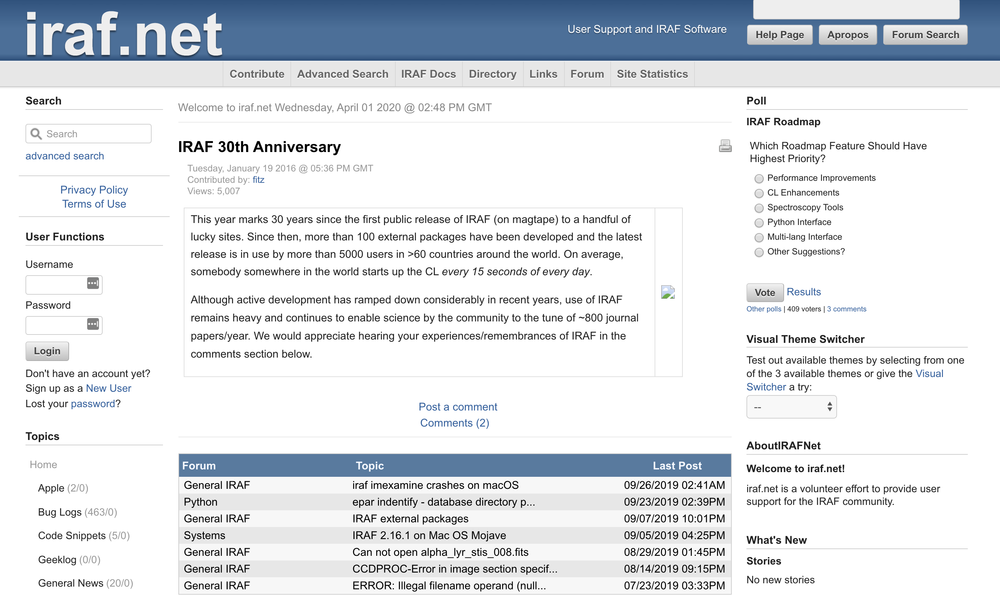 iraf.net
User Support and IRAF Software
Help Page
Apropos
Forum Search
Contribute
Advanced Search
IRAF Docs
Directory
Links
Forum
Site Statistics
Search
Search
advanced search
Privacy Policy
Terms of Use
User Functions
Username
Password
Login
Don't have an account yet?
Sign up as a New User
Lost your password?
Topics
Home
Apple (2/0)
Bug Logs (463/0)
Code Snippets (5/0)
Geeklog (0/0)
General News (20/0)
Welcome to iraf.net Wednesday, April 01 2020 @ 02:48 PM GMT
IRAF 30th Anniversary
Tuesday, January 19 2016 @ 05:36 PM GMT
Contributed by: fitz
Views: 5,007
This year marks 30 years since the first public release of IRAF (on magtape) to a handful of
lucky sites. Since then, more than 100 external packages have been developed and the latest
release is in use by more than 5000 users in >60 countries around the world. On average,
somebody somewhere in the world starts up the CL every 15 seconds of every day.
Although active development has ramped down considerably in recent years, use of IRAF
remains heavy and continues to enable science by the community to the tune of ~800 journal
papers/year. We would appreciate hearing your experiences/remembrances of IRAF in the
comments section below.
Post a comment
Comments (2)
Forum Topic Last Post
General IRAF iraf imexamine crashes on macOS 09/26/2019 02:41AM
Python epar indentify - database directory p... 09/23/2019 02:39PM
General IRAF IRAF external packages 09/07/2019 10:01PM
Systems IRAF 2.16.1 on Mac OS Mojave 09/05/2019 04:25PM
General IRAF Can not open alpha_lyr_stis_008.fits 08/29/2019 01:45PM
General IRAF CCDPROC-Error in image section specif... 08/14/2019 09:15PM
General IRAF ERROR: Illegal filename operand (null... 07/23/2019 03:33PM
Poll
IRAF Roadmap
Which Roadmap Feature Should Have
Highest Priority?
Performance Improvements
CL Enhancements
Spectroscopy Tools
Python Interface
Multi-lang Interface
Other Suggestions?
Vote Results
Other polls | 409 voters | 3 comments
Visual Theme Switcher
Test out available themes by selecting from one
of the 3 available themes or give the Visual
Switcher a try:
--
AboutIRAFNet
Welcome to iraf.net!
iraf.net is a volunteer effort to provide user
support for the IRAF community.
What's New
Stories
No new stories